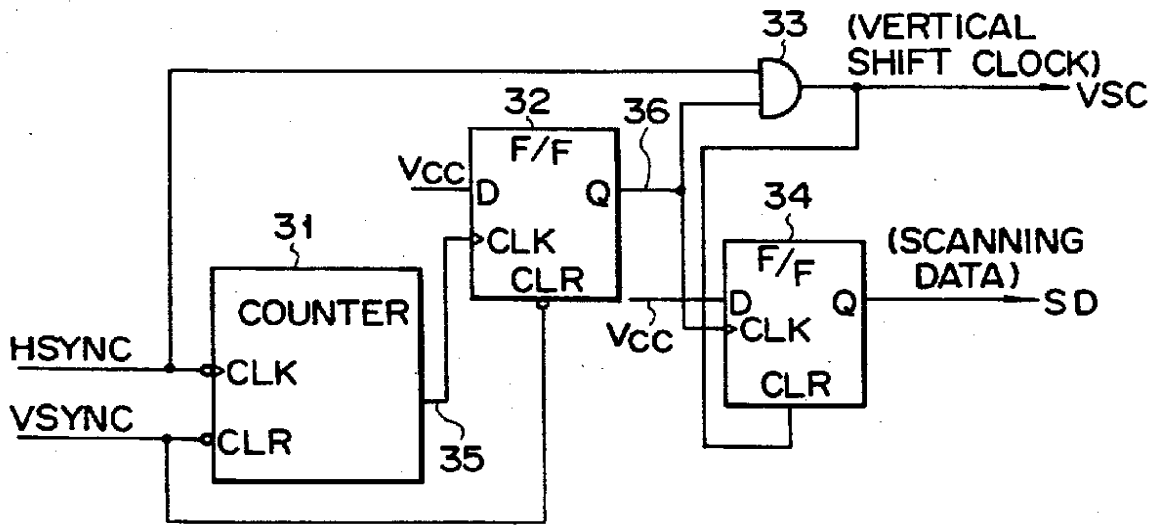 33
(VERTICAL
SHIFT CLOCK)
VSC
32
36
F/F
VCC
D
Q
CLK
CLR
34
31
F/F
(SCANNING
DATA)
D
Q
SD
VCC
CLK
CLR
COUNTER
HSYNC
CLK
VSYNC
CLR
35